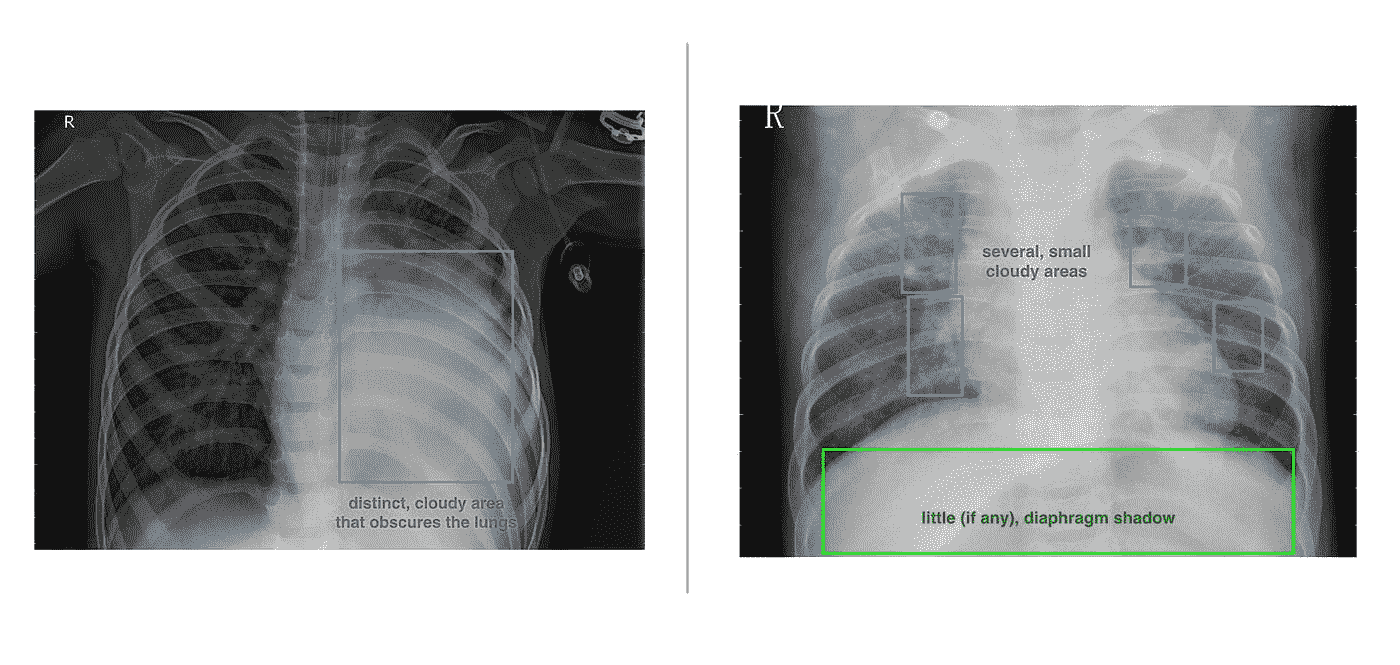 R
distinct, cloudy area
that obscures the lungs
R
several, small
cloudy areas
little (if any), diaphragm shadow